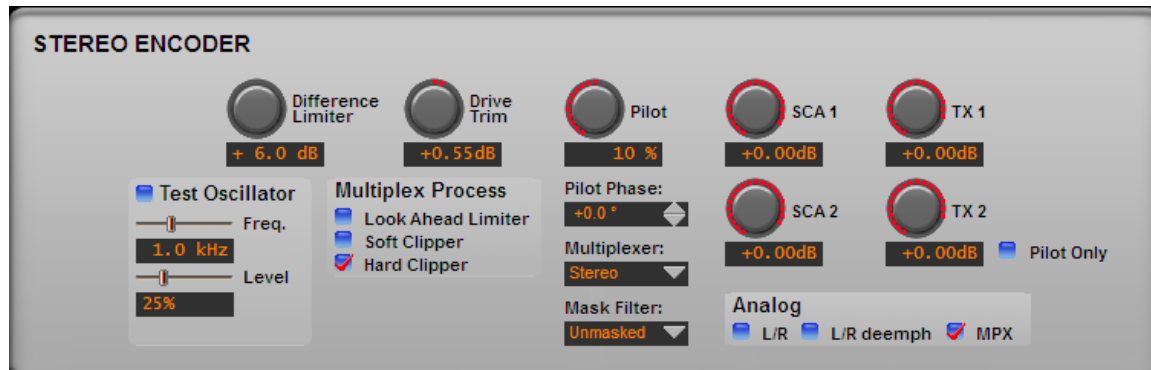 STEREO ENCODER
Difference
Limiter
+ 6.0 dB
Drive
Trim
+0.55dB
Pilot
10 %
SCA 1
+0.00dB
TX 1
+0.00dB
Test Oscillator
Freq.
1.0 kHz
Level
25%
Multiplex Process
Look Ahead Limiter
Soft Clipper
Hard Clipper
Pilot Phase:
+0.0 °
Multiplexer:
Stereo
Mask Filter:
Unmasked
SCA 2
+0.00dB
TX 2
+0.00dB
Pilot Only
Analog
L/R
L/R deemph
MPX